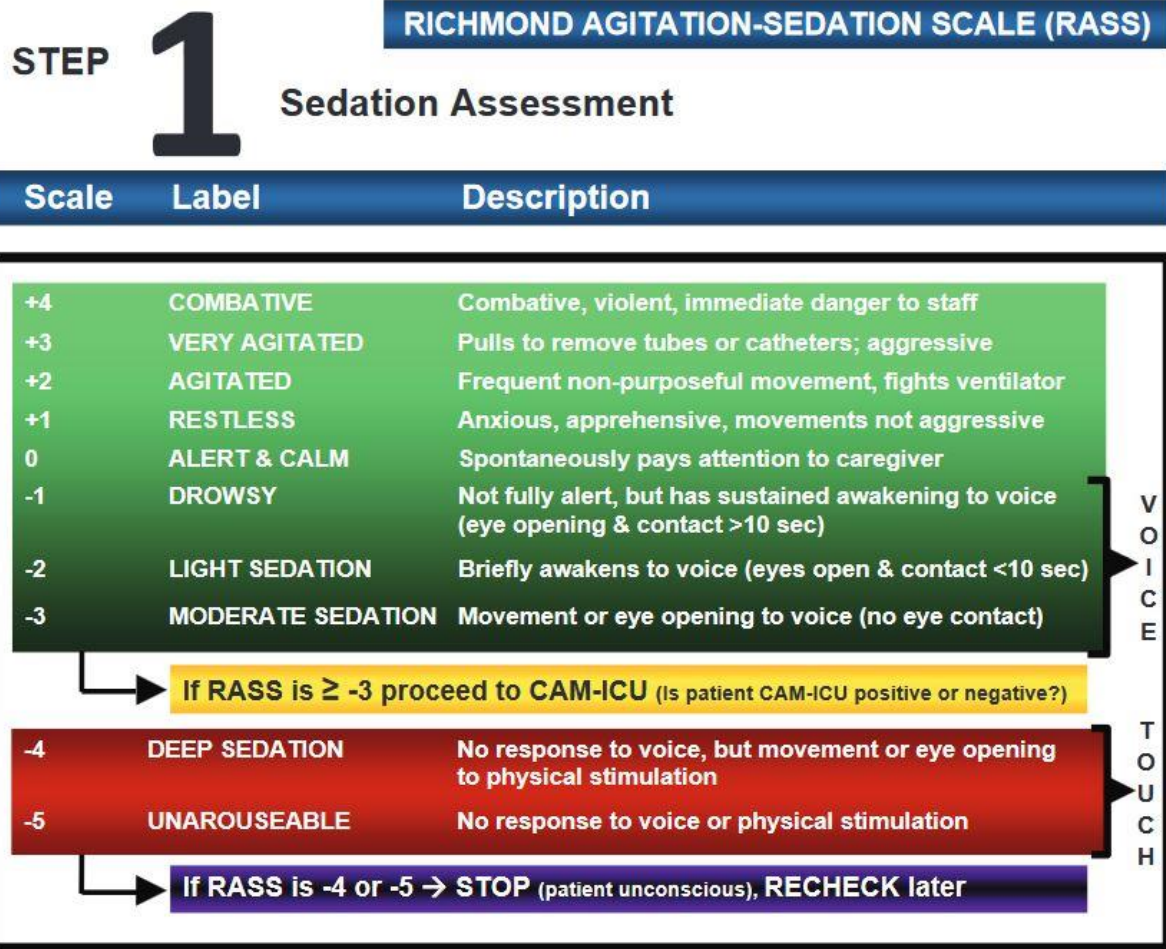 RICHMOND AGITATION-SEDATION SCALE (RASS)
STEP 1
Sedation Assessment
Scale Label Description
+4 COMBATIVE Combative, violent, immediate danger to staff
+3 VERY AGITATED Pulls to remove tubes or catheters; aggressive
+2 AGITATED Frequent non-purposeful movement, fights ventilator
+1 RESTLESS Anxious, apprehensive, movements not aggressive
0 ALERT & CALM Spontaneously pays attention to caregiver
-1 DROWSY Not fully alert, but has sustained awakening to voice
(eye opening & contact >10 sec)
-2 LIGHT SEDATION Briefly awakens to voice (eyes open & contact <10 sec)
-3 MODERATE SEDATION Movement or eye opening to voice (no eye contact)
VOICE
If RASS is ≥ -3 proceed to CAM-ICU (Is patient CAM-ICU positive or negative?)
-4 DEEP SEDATION No response to voice, but movement or eye opening
to physical stimulation
-5 UNAROUSEABLE No response to voice or physical stimulation
TOUCH
If RASS is -4 or -5 → STOP (patient unconscious), RECHECK later